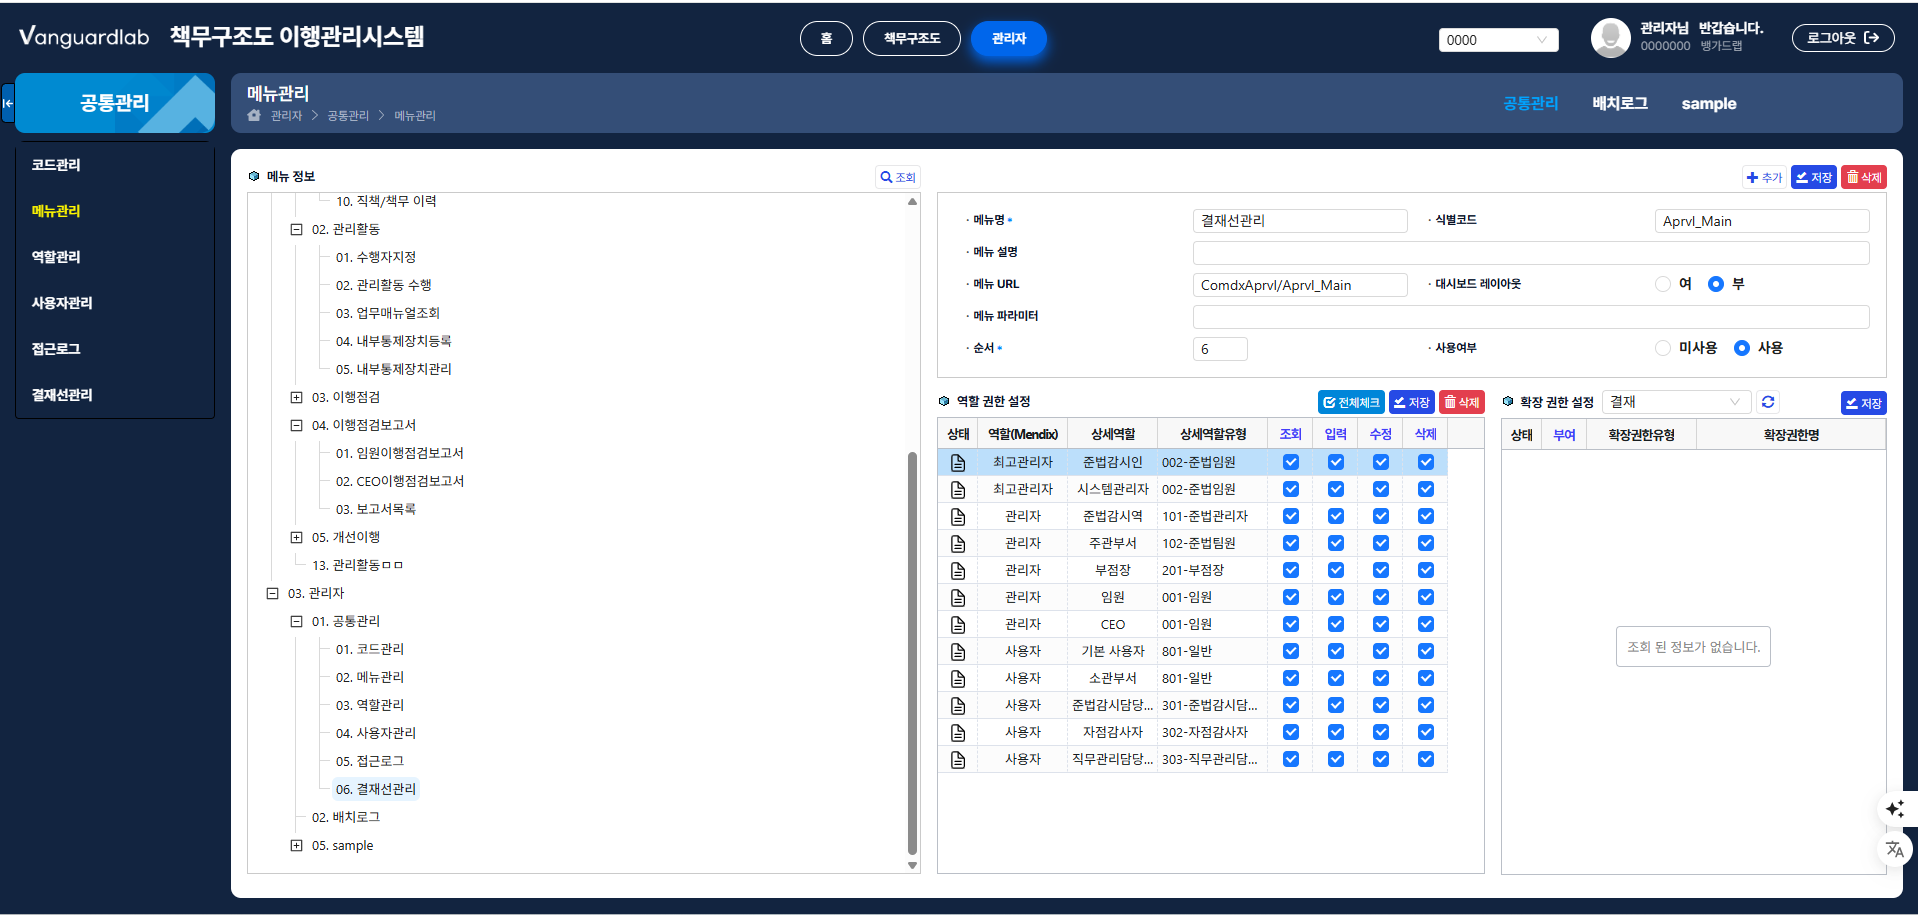 Vanguardlab 책무구조도 이행관리시스템
홈 책무구조도 관리자
0000
관리자님 반갑습니다.
0000000 뱅가드랩
로그아웃
공통관리
코드관리
메뉴관리
역할관리
사용자관리
접근로그
결재선관리
메뉴관리
관리자 > 공통관리 > 메뉴관리
공통관리 배치로그 sample
메뉴 정보
조회
10. 직책/책무 이력
02. 관리활동
01. 수행자지정
02. 관리활동 수행
03. 업무매뉴얼조회
04. 내부통제장치등록
05. 내부통제장치관리
03. 이행점검
04. 이행점검보고서
01. 임원이행점검보고서
02. CEO이행점검보고서
03. 보고서목록
05. 개선이행
13. 관리활동ㅁㅁ
03. 관리자
01. 공통관리
01. 코드관리
02. 메뉴관리
03. 역할관리
04. 사용자관리
05. 접근로그
06. 결재선관리
02. 배치로그
05. sample
추가 저장 삭제
· 메뉴명 * 결재선관리 · 식별코드 Aprvl_Main
· 메뉴 설명
· 메뉴 URL ComdxAprvl/Aprvl_Main · 대시보드 레이아웃 여 부
· 메뉴 파라미터
· 순서 * 6 · 사용여부 미사용 사용
역할 권한 설정 전체체크 저장 삭제
상태 역할(Mendix) 상세역할 상세역할유형 조회 입력 수정 삭제
최고관리자 준법감시인 002-준법임원
최고관리자 시스템관리자 002-준법임원
관리자 준법감시역 101-준법관리자
관리자 주관부서 102-준법팀원
관리자 부점장 201-부점장
관리자 임원 001-임원
관리자 CEO 001-임원
사용자 기본 사용자 801-일반
사용자 소관부서 801-일반
사용자 준법감시담당... 301-준법감시담...
사용자 자점감사자 302-자점감사자
사용자 직무관리담당... 303-직무관리담...
확장 권한 설정 결재 저장
상태 부여 확장권한유형 확장권한명
조회 된 정보가 없습니다.